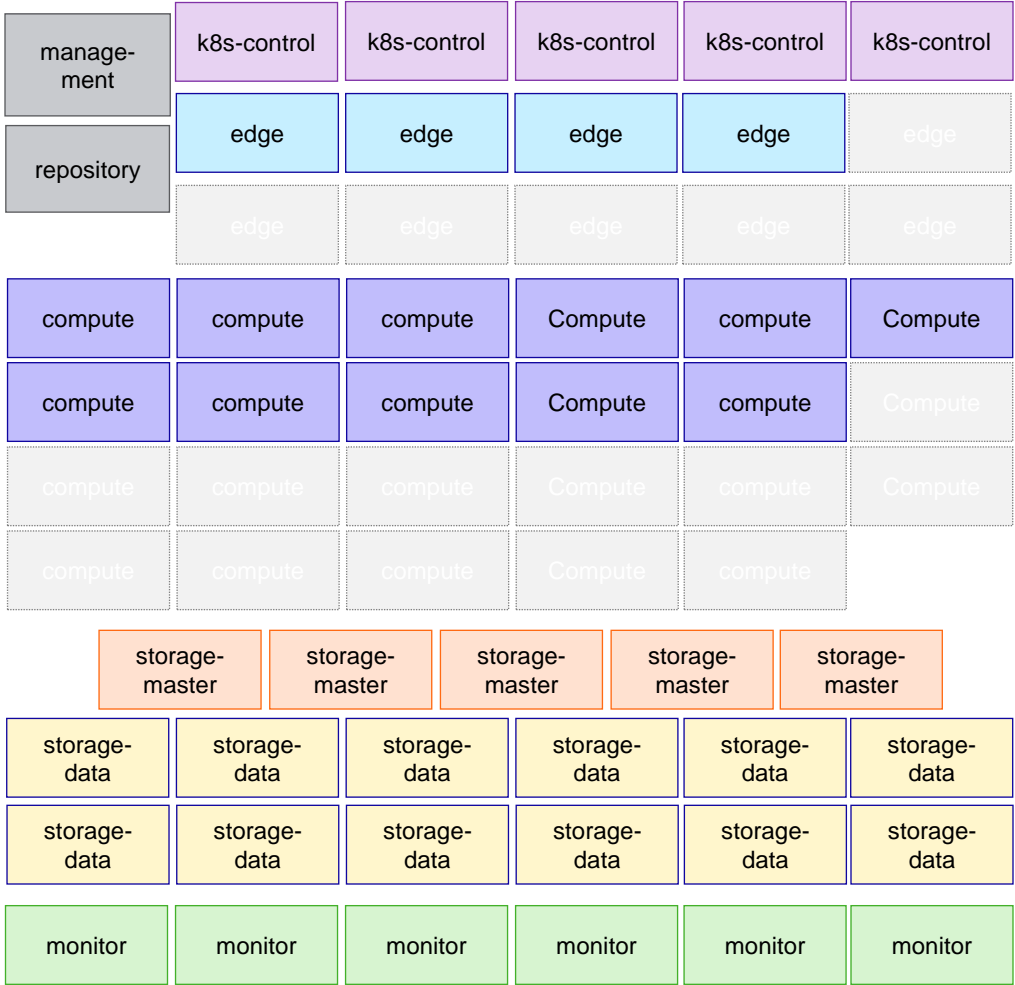 manage-
ment
k8s-control
k8s-control
k8s-control
k8s-control
k8s-control
repository
edge
edge
edge
edge
edge
edge
edge
edge
edge
edge
compute
compute
compute
Compute
compute
Compute
compute
compute
compute
Compute
compute
Compute
compute
compute
compute
Compute
compute
Compute
compute
compute
compute
Compute
compute
storage-
master
storage-
master
storage-
master
storage-
master
storage-
master
storage-
data
storage-
data
storage-
data
storage-
data
storage-
data
storage-
data
storage-
data
storage-
data
storage-
data
storage-
data
storage-
data
storage-
data
monitor
monitor
monitor
monitor
monitor
monitor